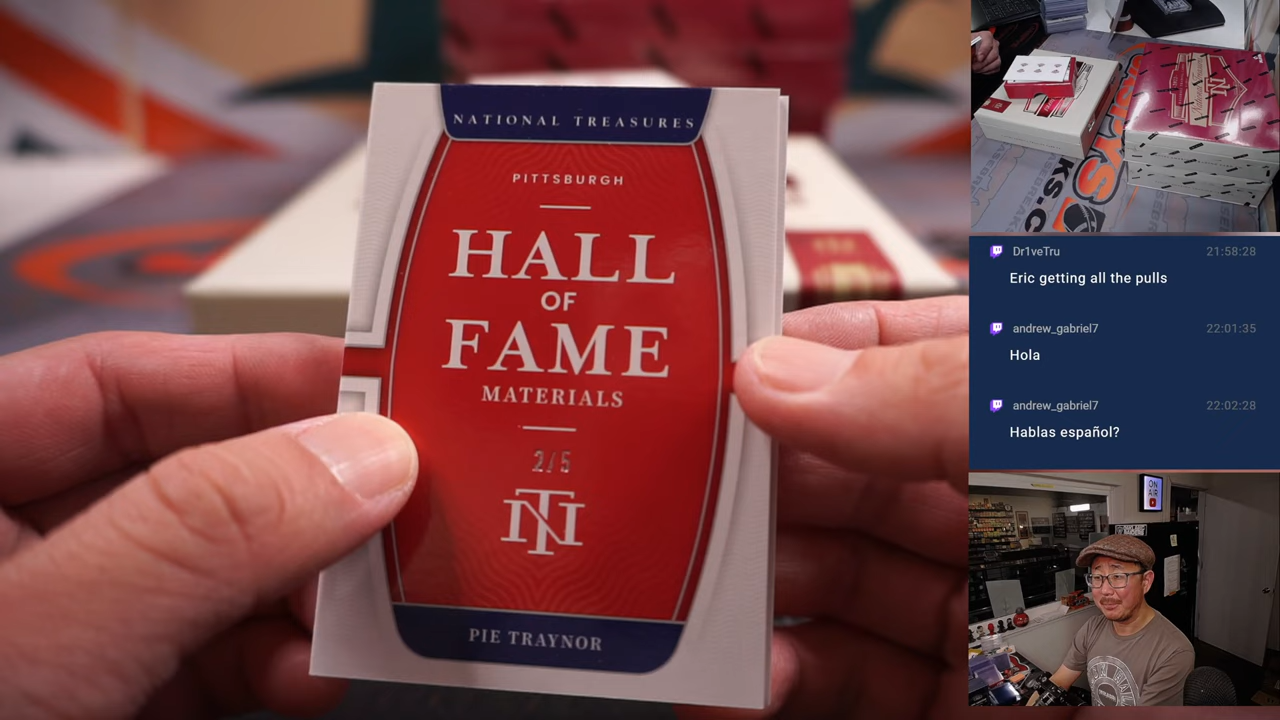 NATIONAL TREASURES
PITTSBURGH
HALL
OF
FAME
MATERIALS
2/5
NT
PIE TRAYNOR
Dr1veTru 21:58:28
Eric getting all the pulls
andrew_gabriel7 22:01:35
Hola
andrew_gabriel7 22:02:28
Hablas español?
ON
AIR